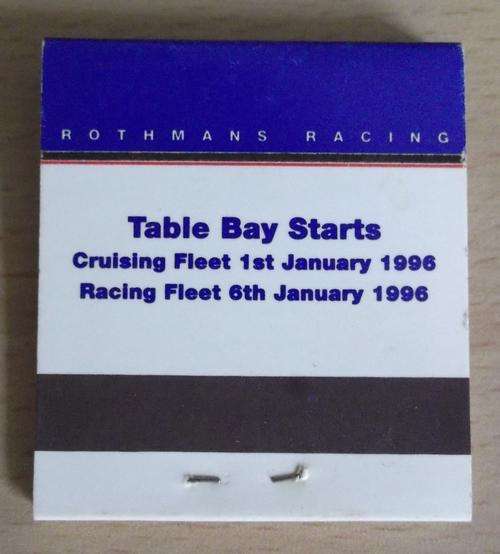 ROTHMANS RACING
Table Bay Starts
Cruising Fleet 1st January 1996
Racing Fleet 6th January 1996